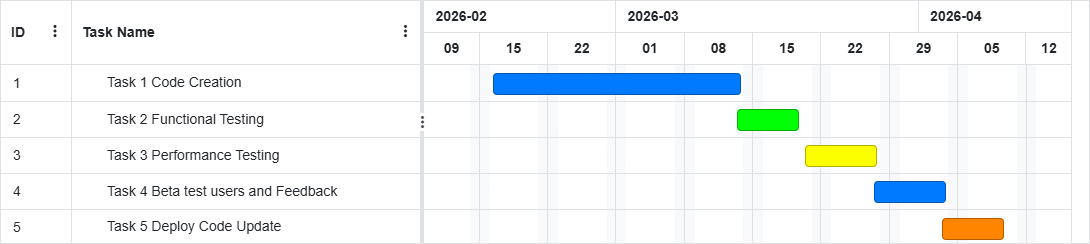 ID Task Name 2026-02 2026-03 2026-04
09 15 22 01 08 15 22 29 05 12
1 Task 1 Code Creation
2 Task 2 Functional Testing
3 Task 3 Performance Testing
4 Task 4 Beta test users and Feedback
5 Task 5 Deploy Code Update